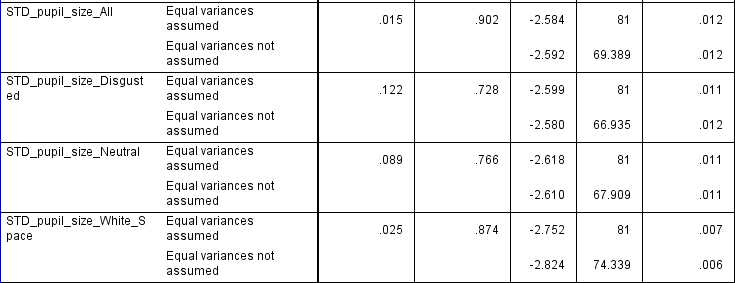 STD_pupil_size_All Equal variances assumed .015 .902 -2.584 81 .012
Equal variances not assumed -2.592 69.389 .012
STD_pupil_size_Disgusted Equal variances assumed .122 .728 -2.599 81 .011
Equal variances not assumed -2.580 66.935 .012
STD_pupil_size_Neutral Equal variances assumed .089 .766 -2.618 81 .011
Equal variances not assumed -2.610 67.909 .011
STD_pupil_size_White_Space Equal variances assumed .025 .874 -2.752 81 .007
Equal variances not assumed -2.824 74.339 .006